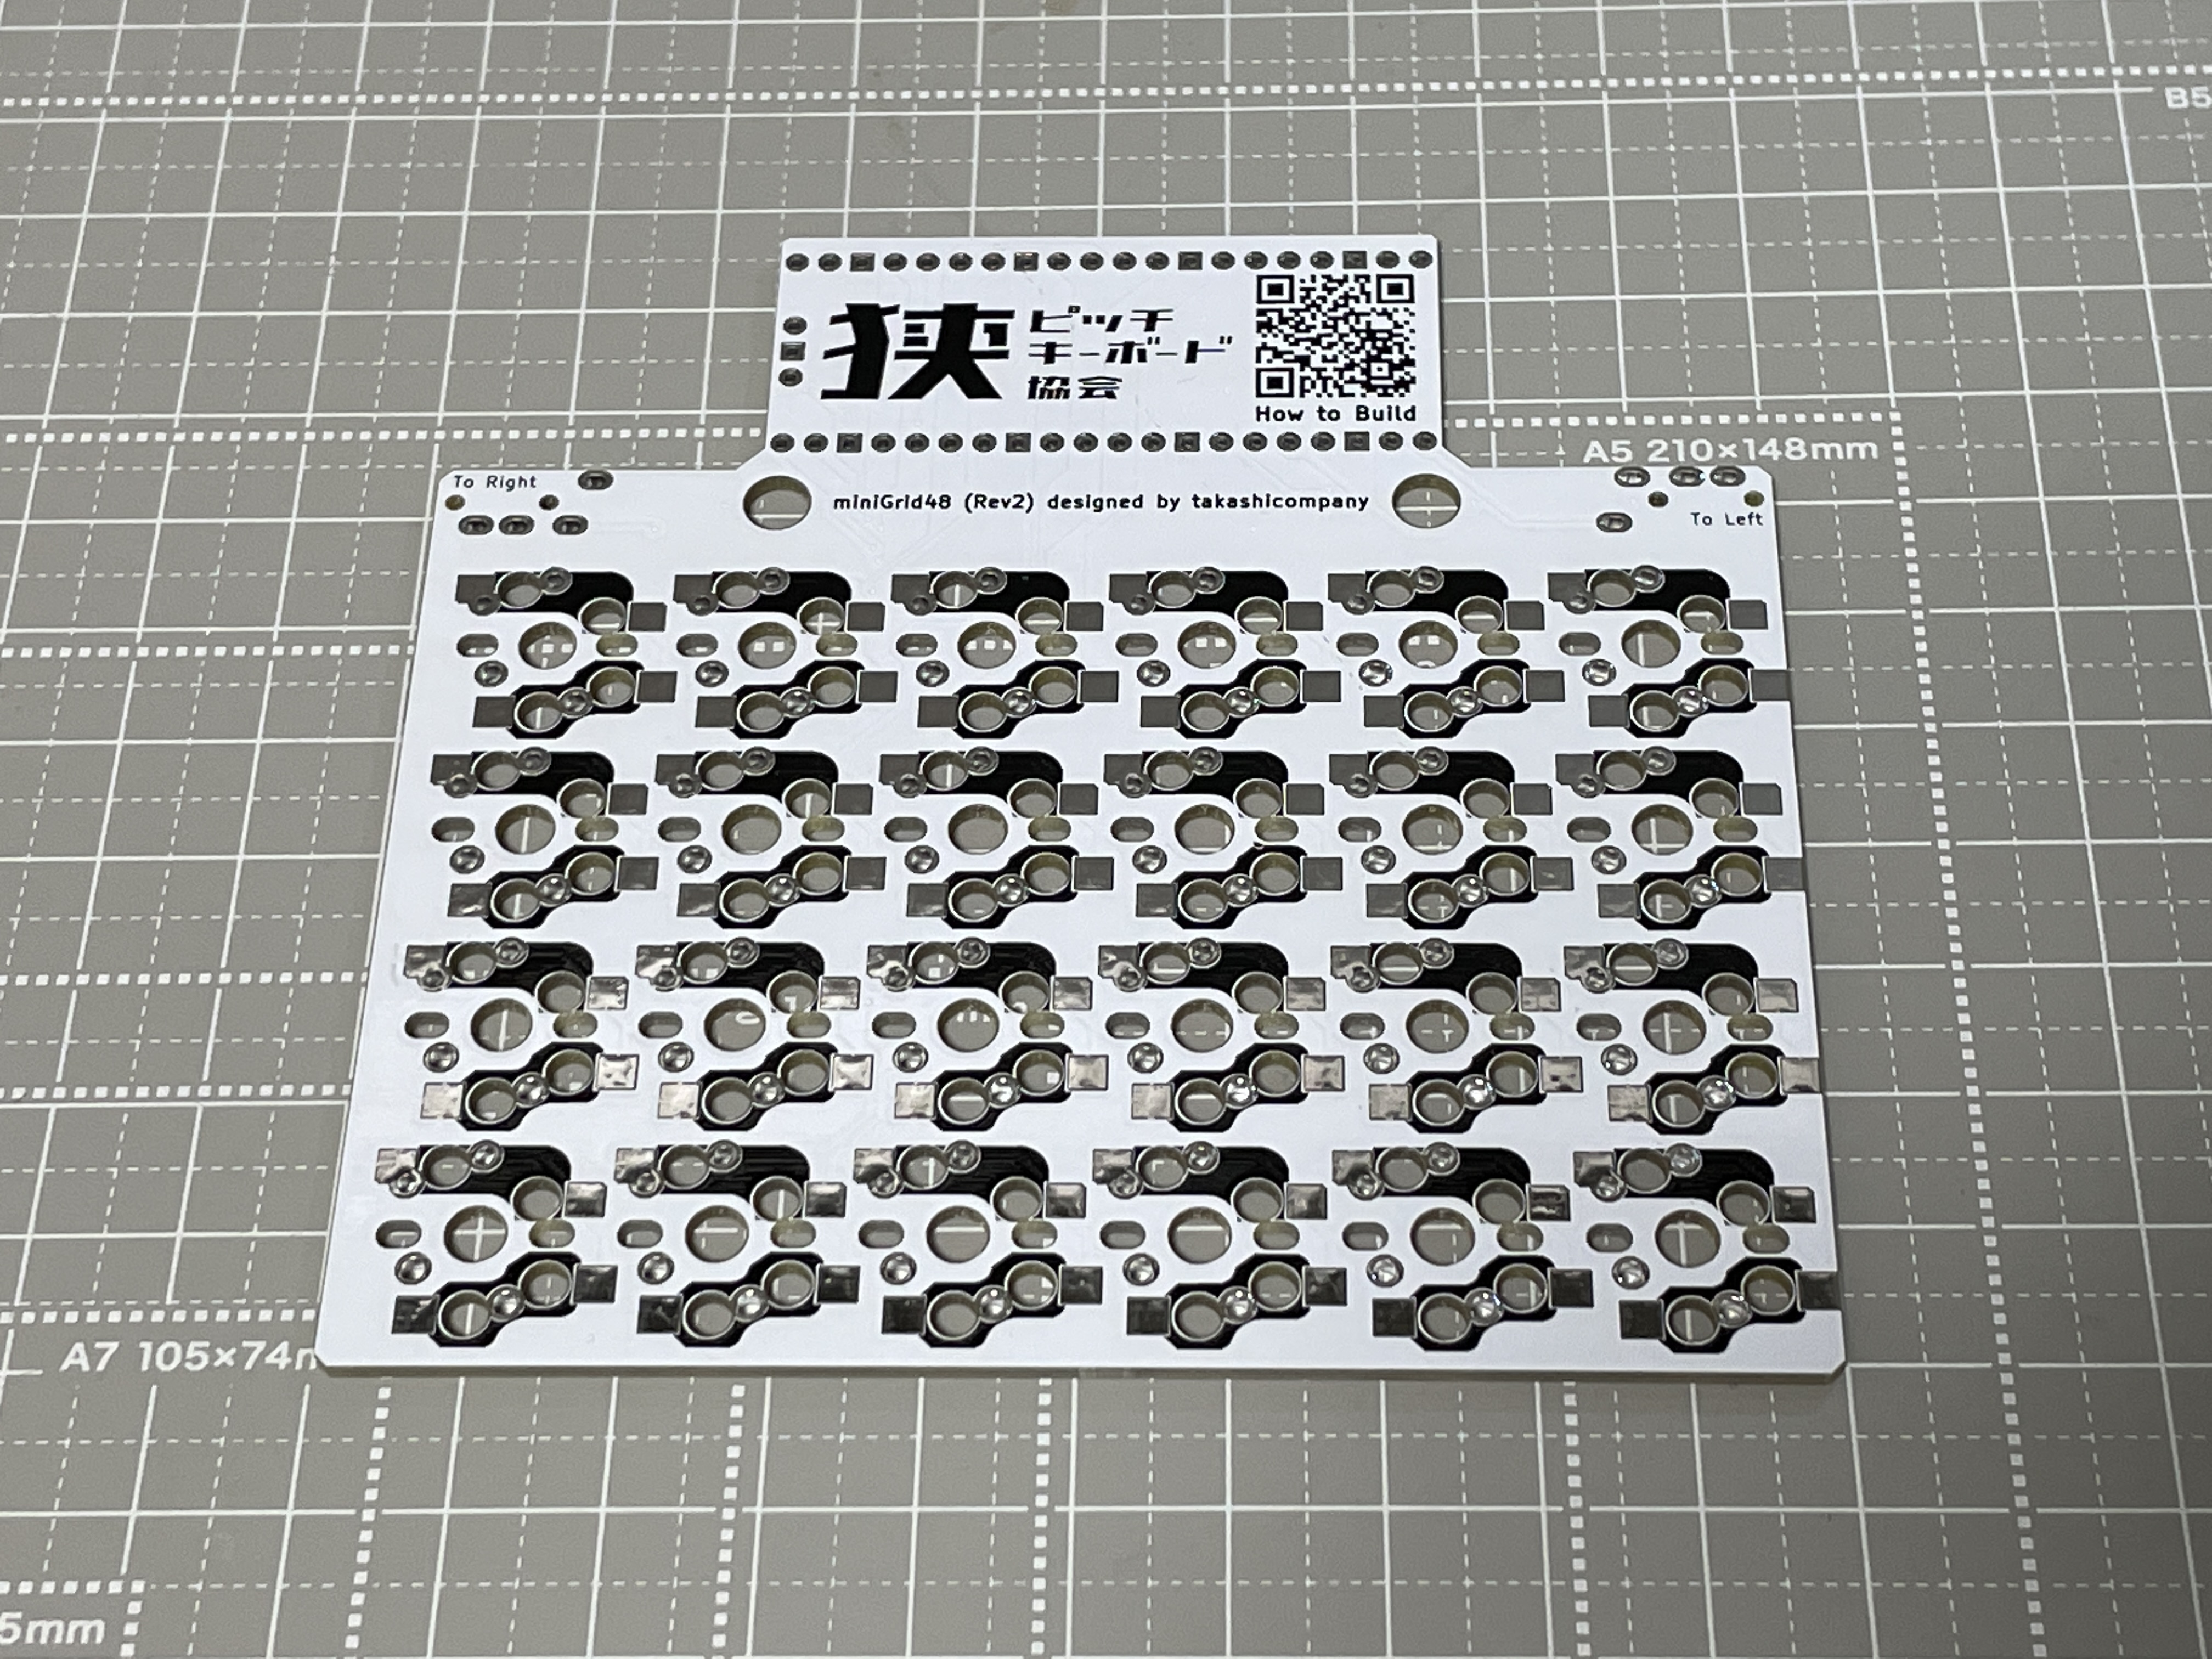 B5
狭
ピッチ
キーボード
協会
How to Build
A5 210×148mm
To Right
miniGrid48 (Rev2) designed by takashicompany
To Left
A7 105×74m
5mm